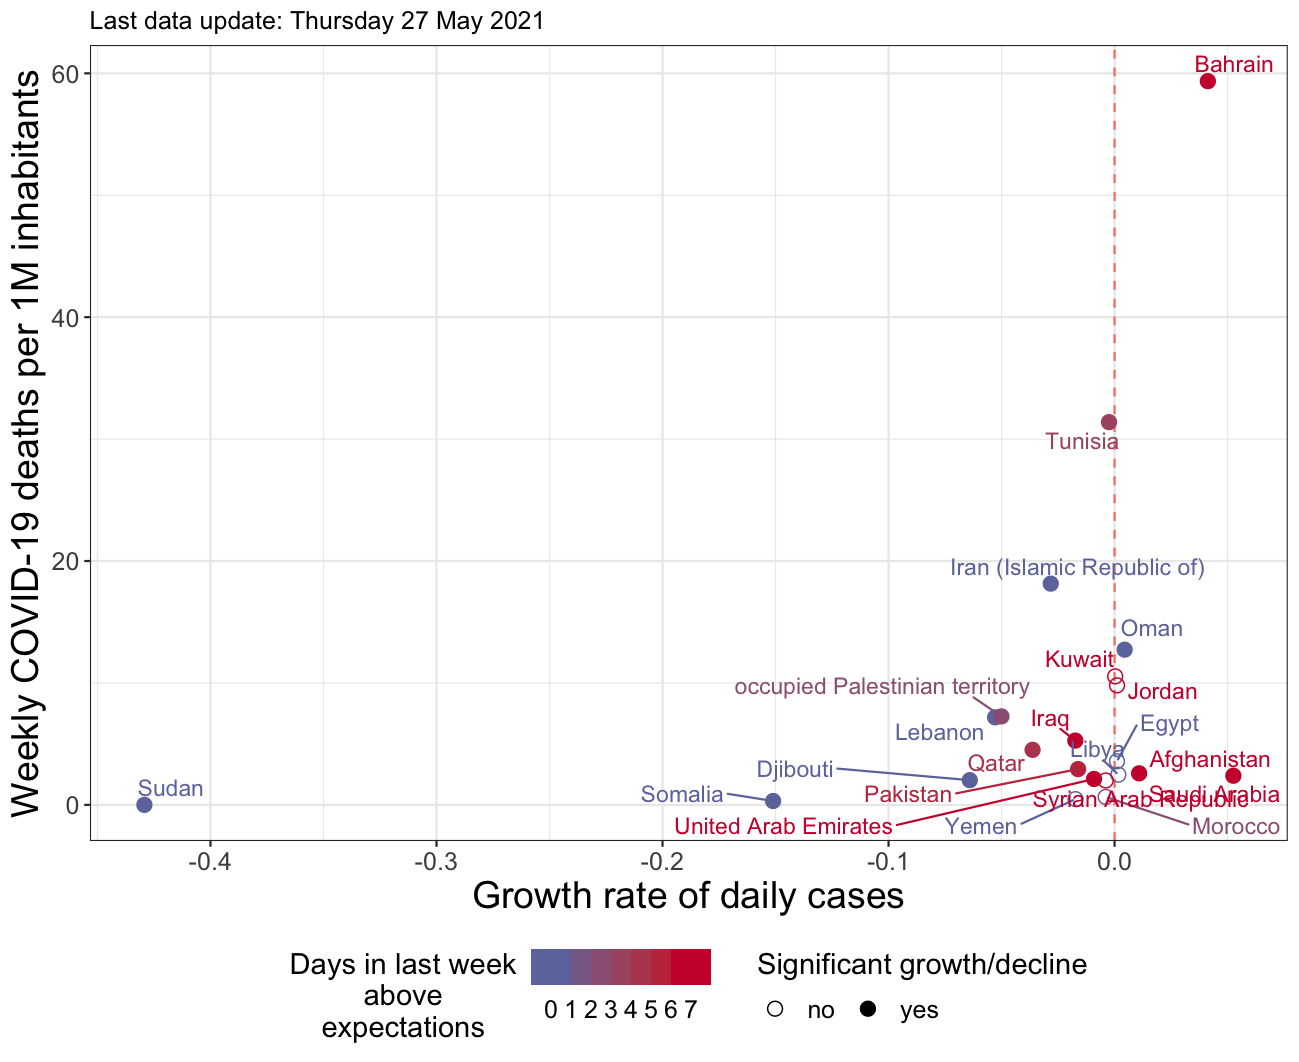 Last data update: Thursday 27 May 2021
Weekly COVID-19 deaths per 1M inhabitants
60
40
20
0
Bahrain
Tunisia
Iran (Islamic Republic of)
Oman
Kuwait
occupied Palestinian territory
Jordan
Iraq
Egypt
Lebanon
Libya
Afghanistan
Qatar
Djibouti
Sudan
Somalia
Pakistan
Syrian Arab Republic
Saudi Arabia
United Arab Emirates
Yemen
Morocco
-0.4 -0.3 -0.2 -0.1 0.0
Growth rate of daily cases
Days in last week
above
expectations
0 1 2 3 4 5 6 7
Significant growth/decline
no yes